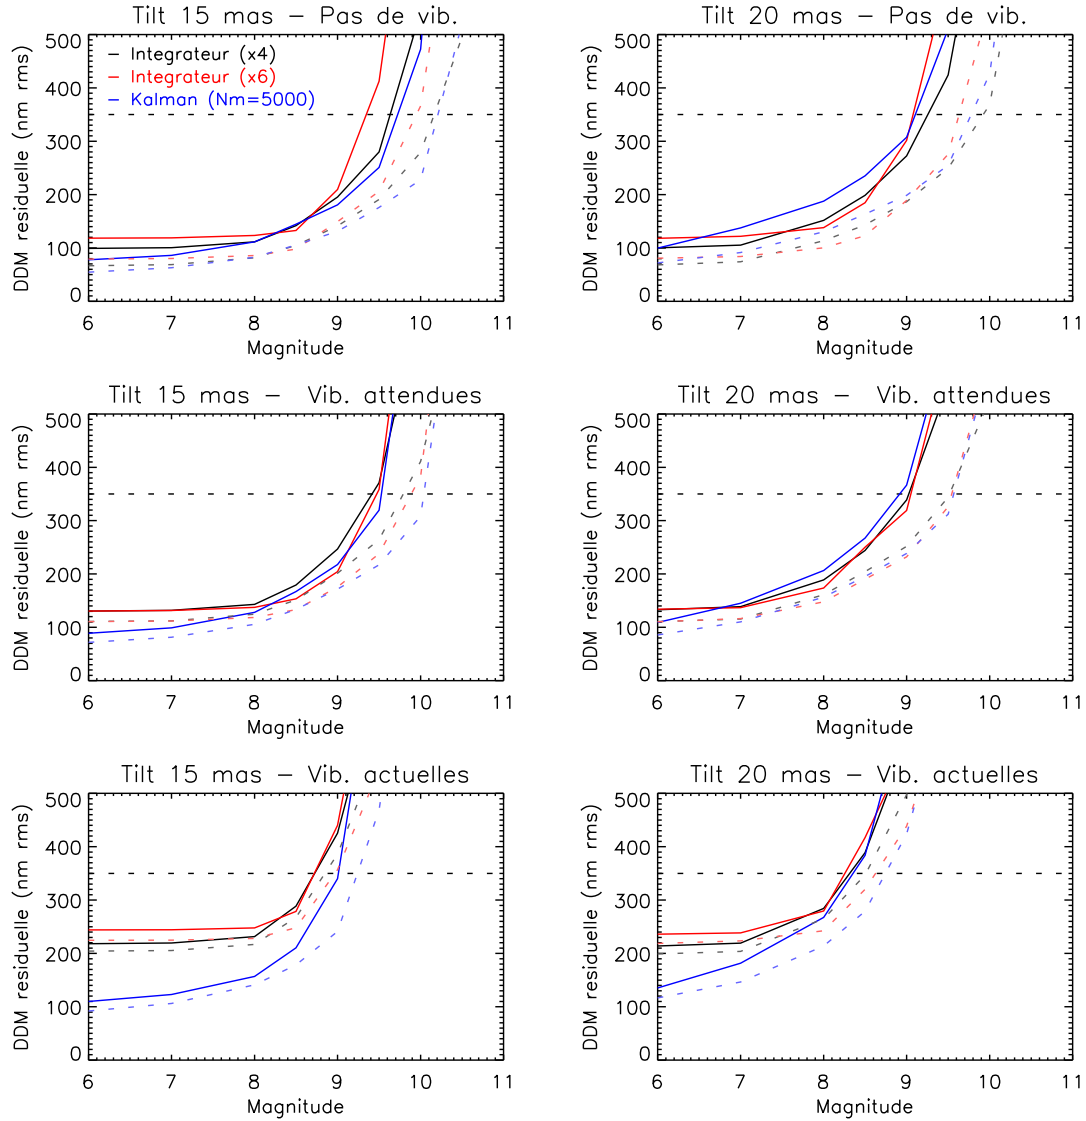 Tilt 15 mas − Pas de vib.
DDM residuelle (nm rms)
500
400
300
200
100
0
− Integrateur (x4)
− Integrateur (x6)
− Kalman (Nm=5000)
6 7 8 9 10 11
Magnitude
Tilt 20 mas − Pas de vib.
DDM residuelle (nm rms)
500
400
300
200
100
0
6 7 8 9 10 11
Magnitude
Tilt 15 mas − Vib. attendues
DDM residuelle (nm rms)
500
400
300
200
100
0
6 7 8 9 10 11
Magnitude
Tilt 20 mas − Vib. attendues
DDM residuelle (nm rms)
500
400
300
200
100
0
6 7 8 9 10 11
Magnitude
Tilt 15 mas − Vib. actuelles
DDM residuelle (nm rms)
500
400
300
200
100
0
6 7 8 9 10 11
Magnitude
Tilt 20 mas − Vib. actuelles
DDM residuelle (nm rms)
500
400
300
200
100
0
6 7 8 9 10 11
Magnitude